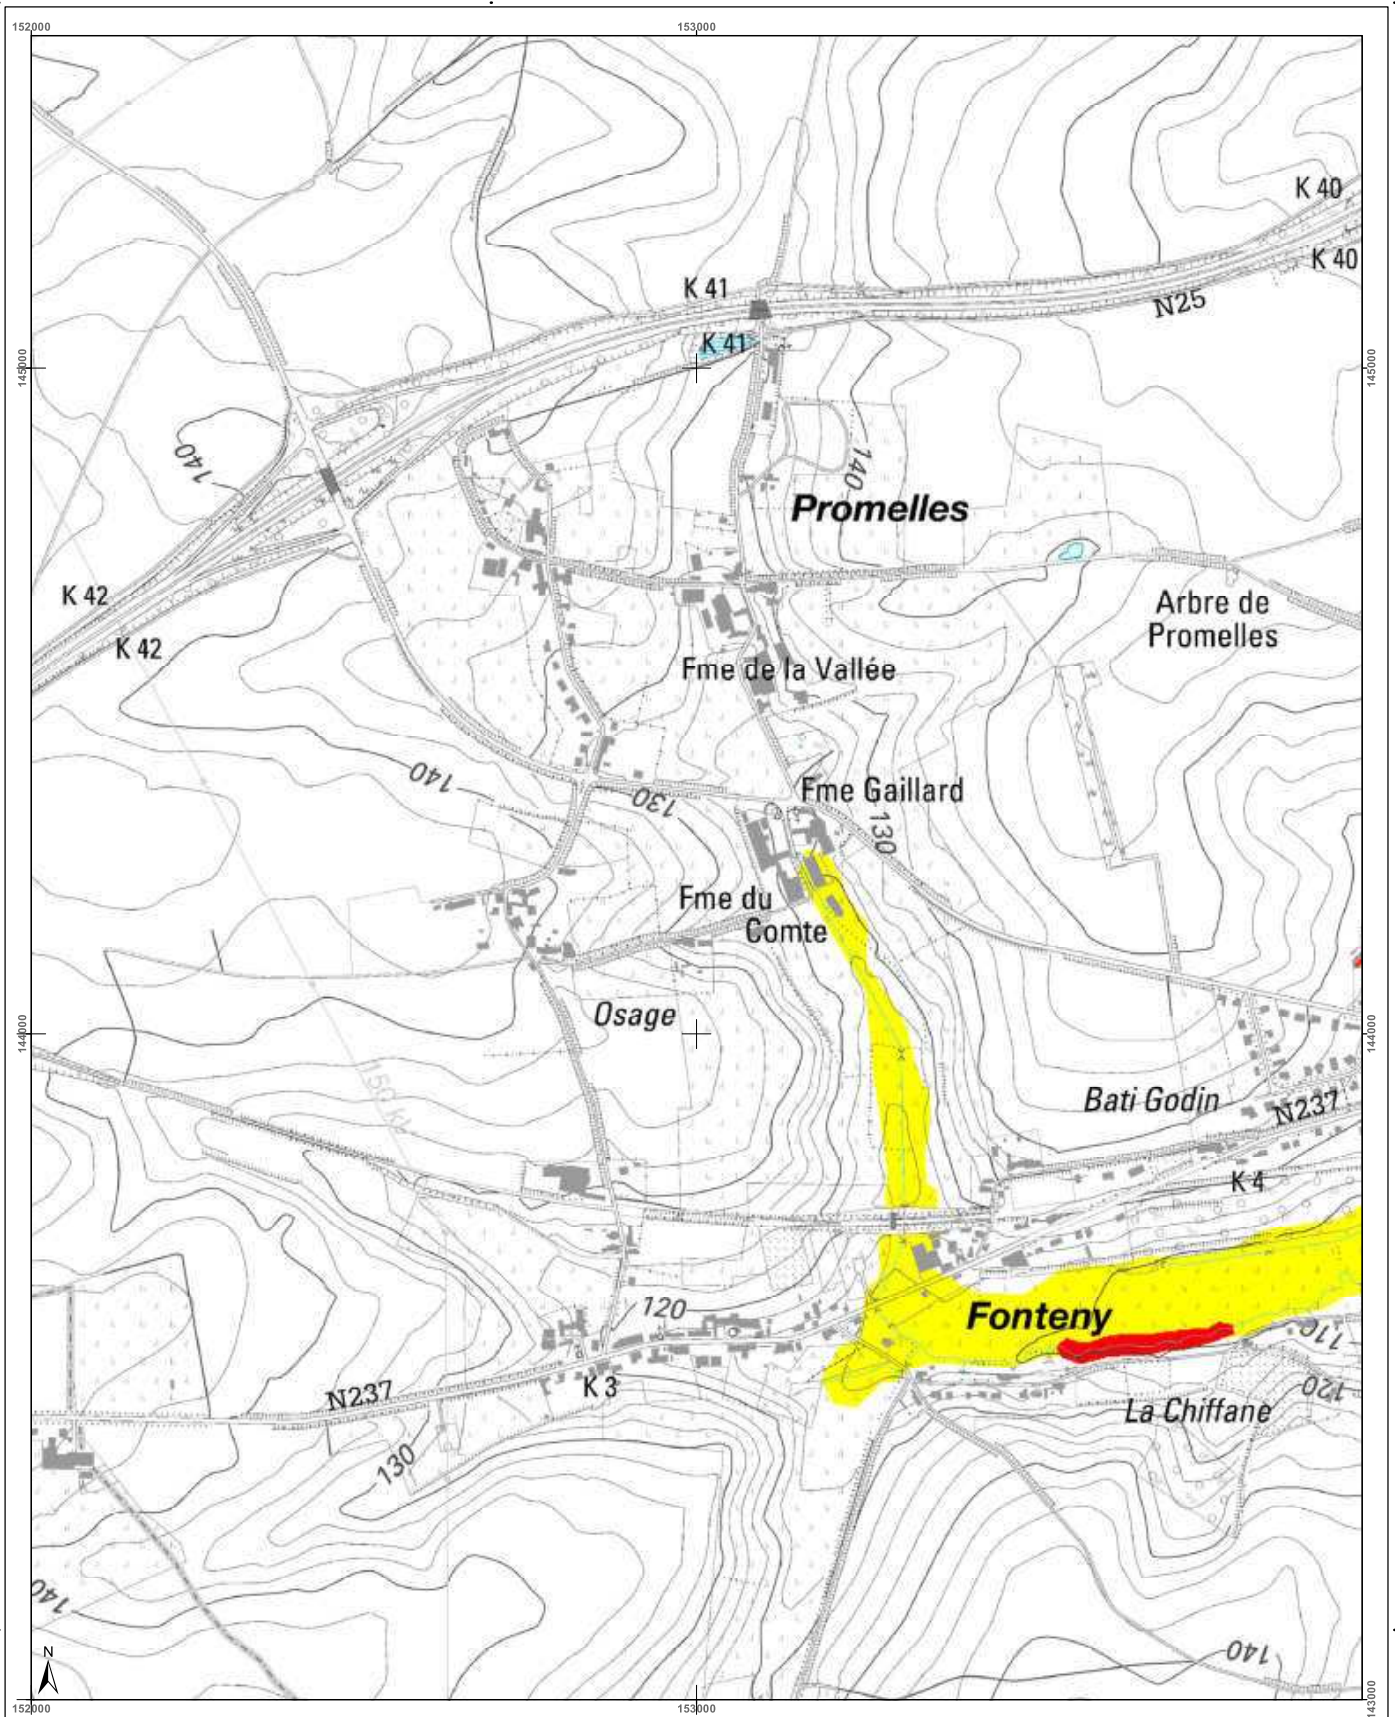 152000
153000
K 40
K 40
K 41
N25
K 41
145000
145000
140
140
Promelles
K 42
K 42
Arbre de
Promelles
Fme de la Vallée
140
130
Fme Gaillard
130
Fme du
Comte
Osage
144000
144000
150 kV
Bati Godin
N237
K 4
120
Fonteny
110
N237
K 3
120
La Chiffane
130
140
140
N
152000
153000
143000